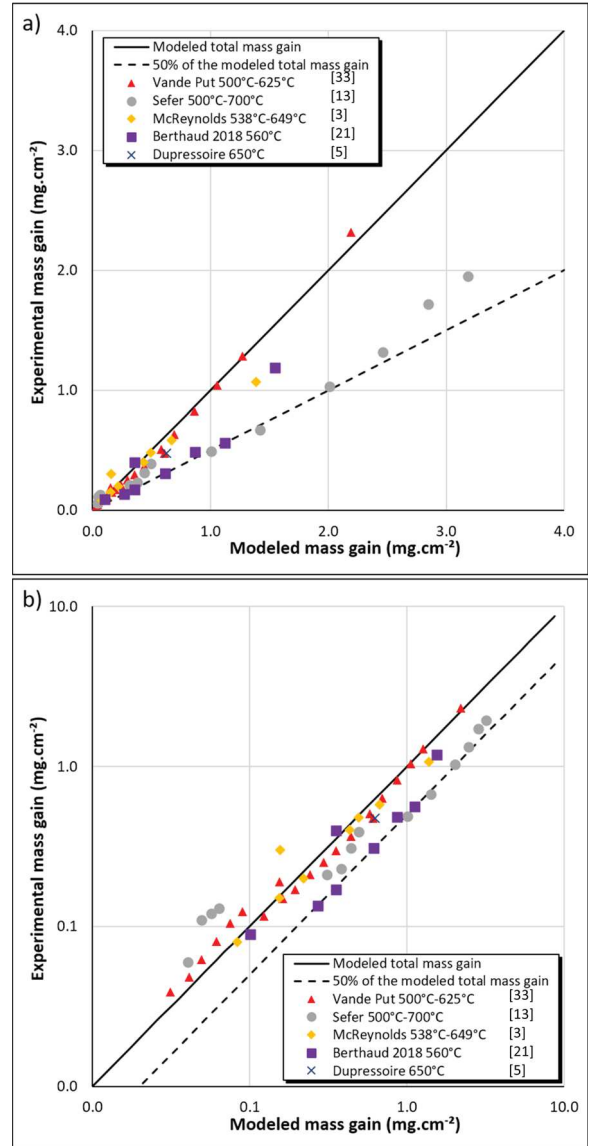 a)
4.0
3.0
2.0
1.0
0.0
Experimental mass gain (mg.cm⁻²)
Modeled total mass gain
50% of the modeled total mass gain
Vande Put 500°C-625°C [33]
Sefer 500°C-700°C [13]
McReynolds 538°C-649°C [3]
Berthaud 2018 560°C [21]
Dupressoire 650°C [5]
0.0 1.0 2.0 3.0 4.0
Modeled mass gain (mg.cm⁻²)
b)
10.0
1.0
0.1
0.0
Experimental mass gain (mg.cm⁻²)
Modeled total mass gain
50% of the modeled total mass gain
Vande Put 500°C-625°C [33]
Sefer 500°C-700°C [13]
McReynolds 538°C-649°C [3]
Berthaud 2018 560°C [21]
Dupressoire 650°C [5]
0.0 0.1 1.0 10.0
Modeled mass gain (mg.cm⁻²)